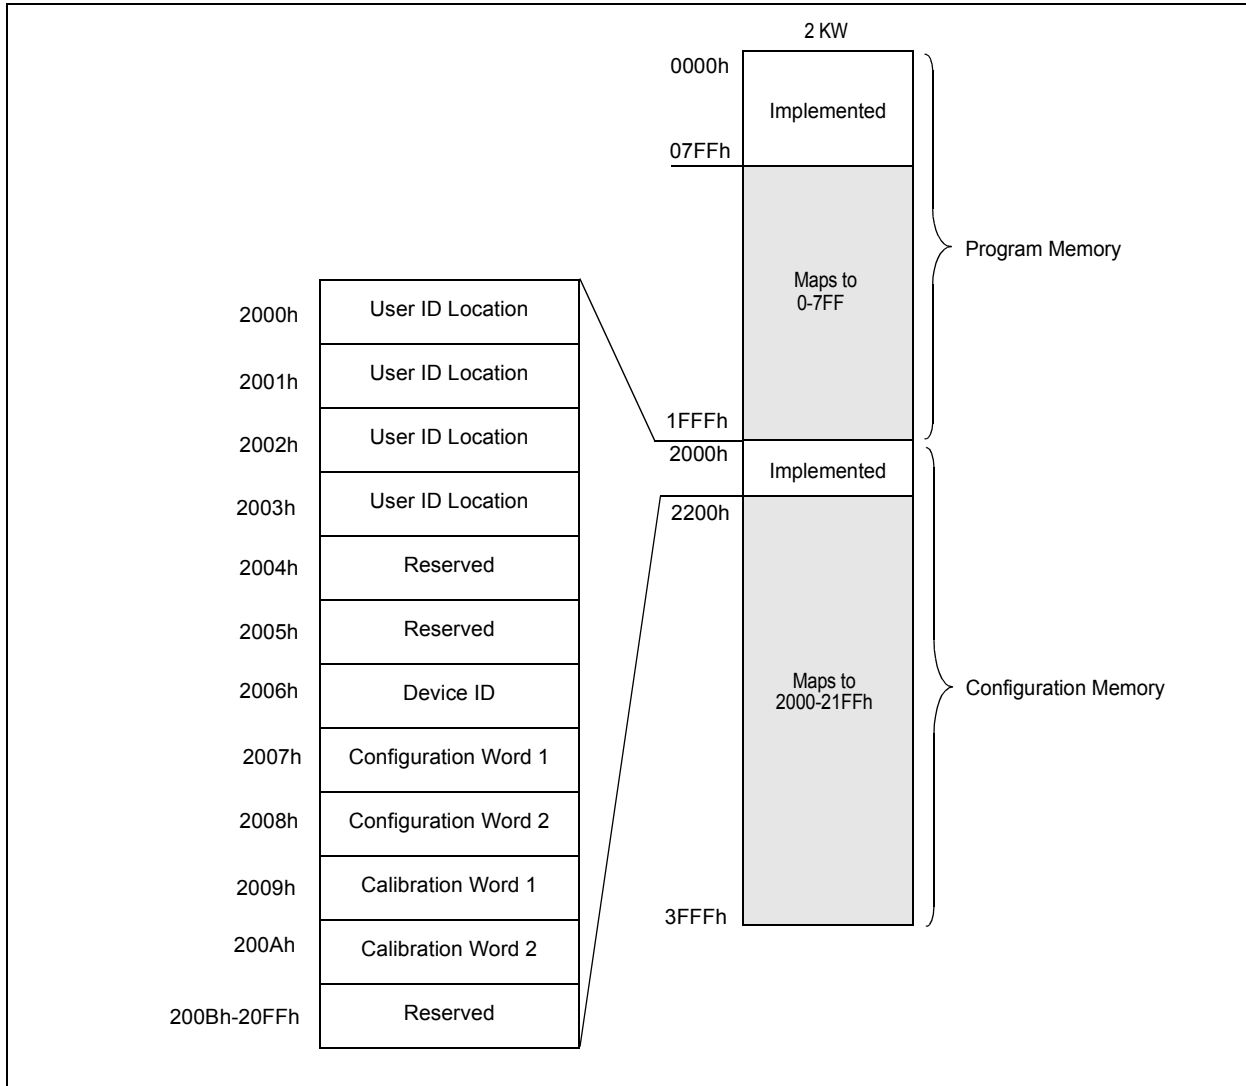 2 KW
0000h
Implemented
07FFh
Maps to
0-7FF
Program Memory
1FFFh
2000h
Implemented
2200h
Maps to
2000-21FFh
Configuration Memory
3FFFh
2000h
User ID Location
2001h
User ID Location
2002h
User ID Location
2003h
User ID Location
2004h
Reserved
2005h
Reserved
2006h
Device ID
2007h
Configuration Word 1
2008h
Configuration Word 2
2009h
Calibration Word 1
200Ah
Calibration Word 2
200Bh-20FFh
Reserved